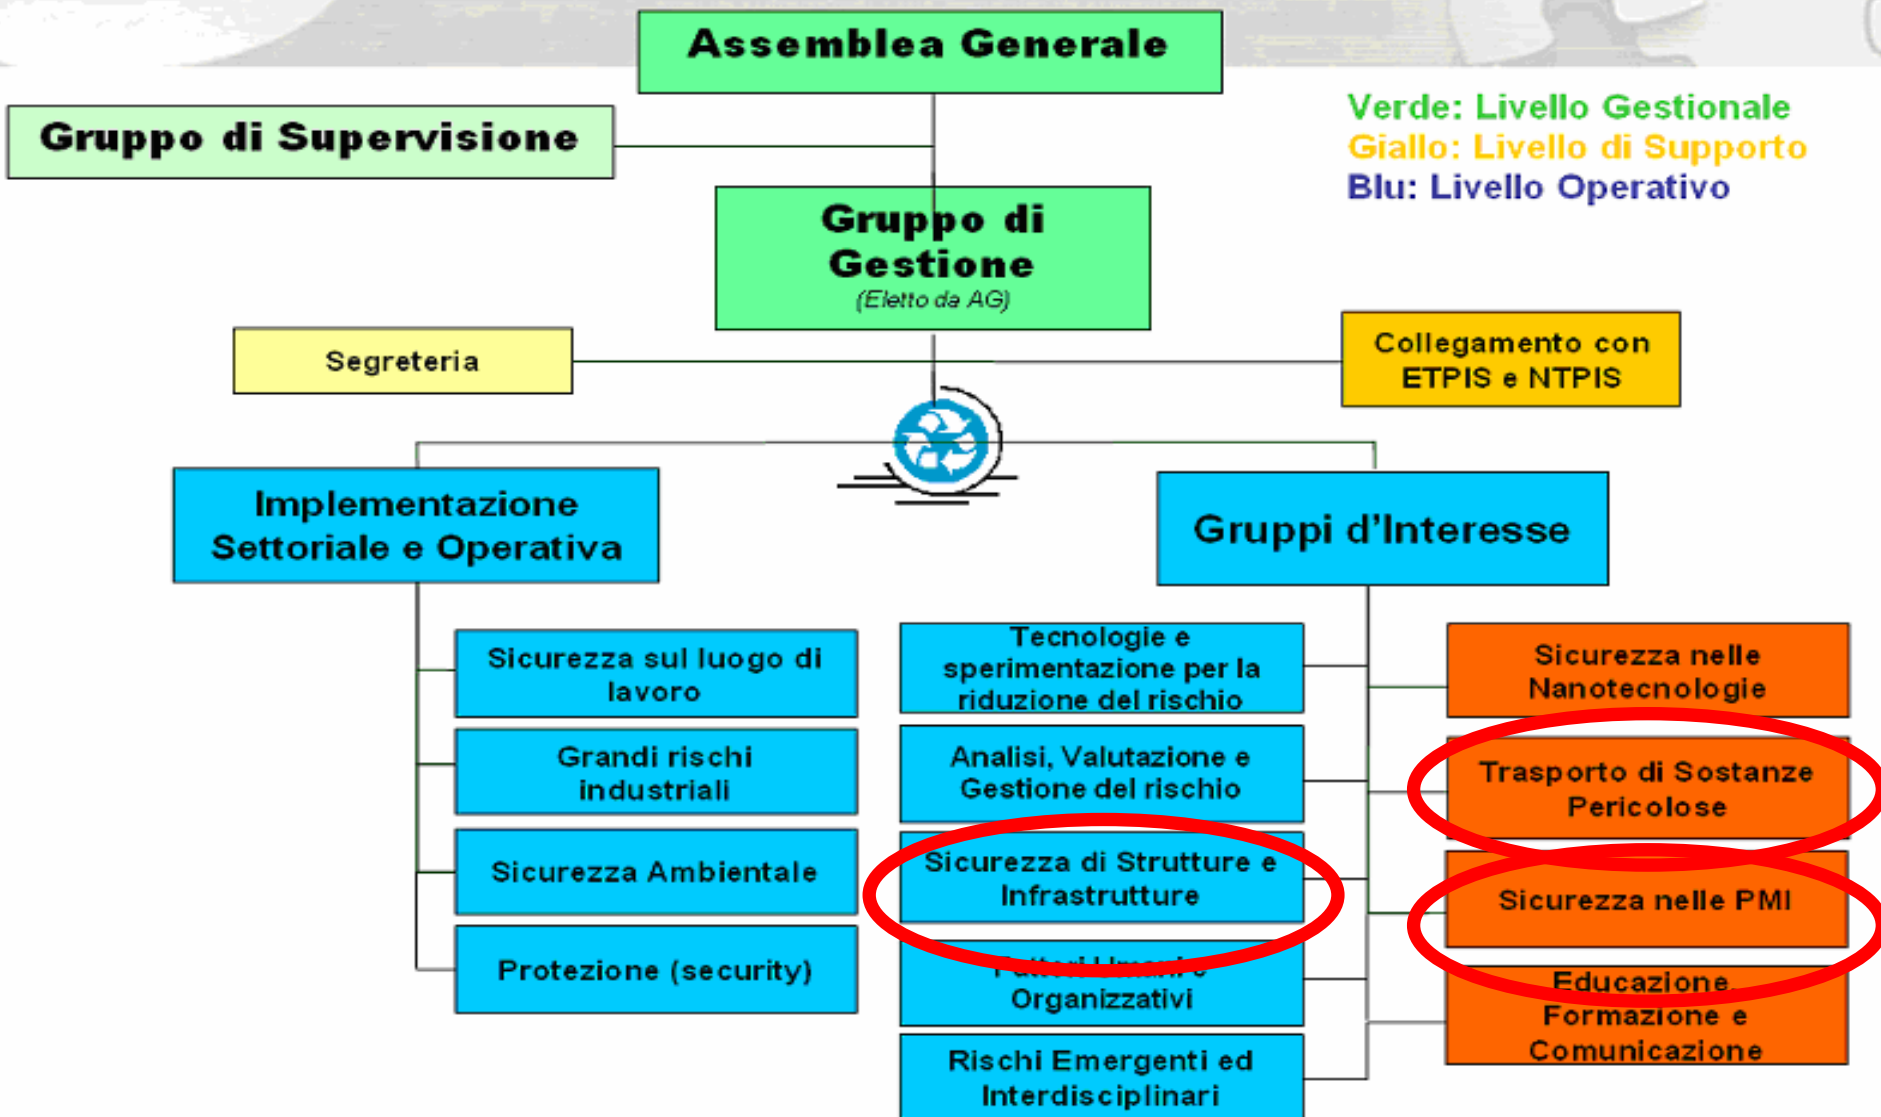 Assemblea Generale
Gruppo di Supervisione
Verde: Livello Gestionale
Giallo: Livello di Supporto
Blu: Livello Operativo
Gruppo di
Gestione
(Eletto da AG)
Segreteria
Collegamento con
ETPIS e NTPIS
Implementazione
Settoriale e Operativa
Gruppi d'Interesse
Sicurezza sul luogo di
lavoro
Grandi rischi
industriali
Sicurezza Ambientale
Protezione (security)
Tecnologie e
sperimentazione per la
riduzione del rischio
Analisi, Valutazione e
Gestione del rischio
Sicurezza di Strutture e
Infrastrutture
Fattori Umani e
Organizzativi
Rischi Emergenti ed
Interdisciplinari
Sicurezza nelle
Nanotecnologie
Trasporto di Sostanze
Pericolose
Sicurezza nelle PMI
Educazione,
Formazione e
Comunicazione